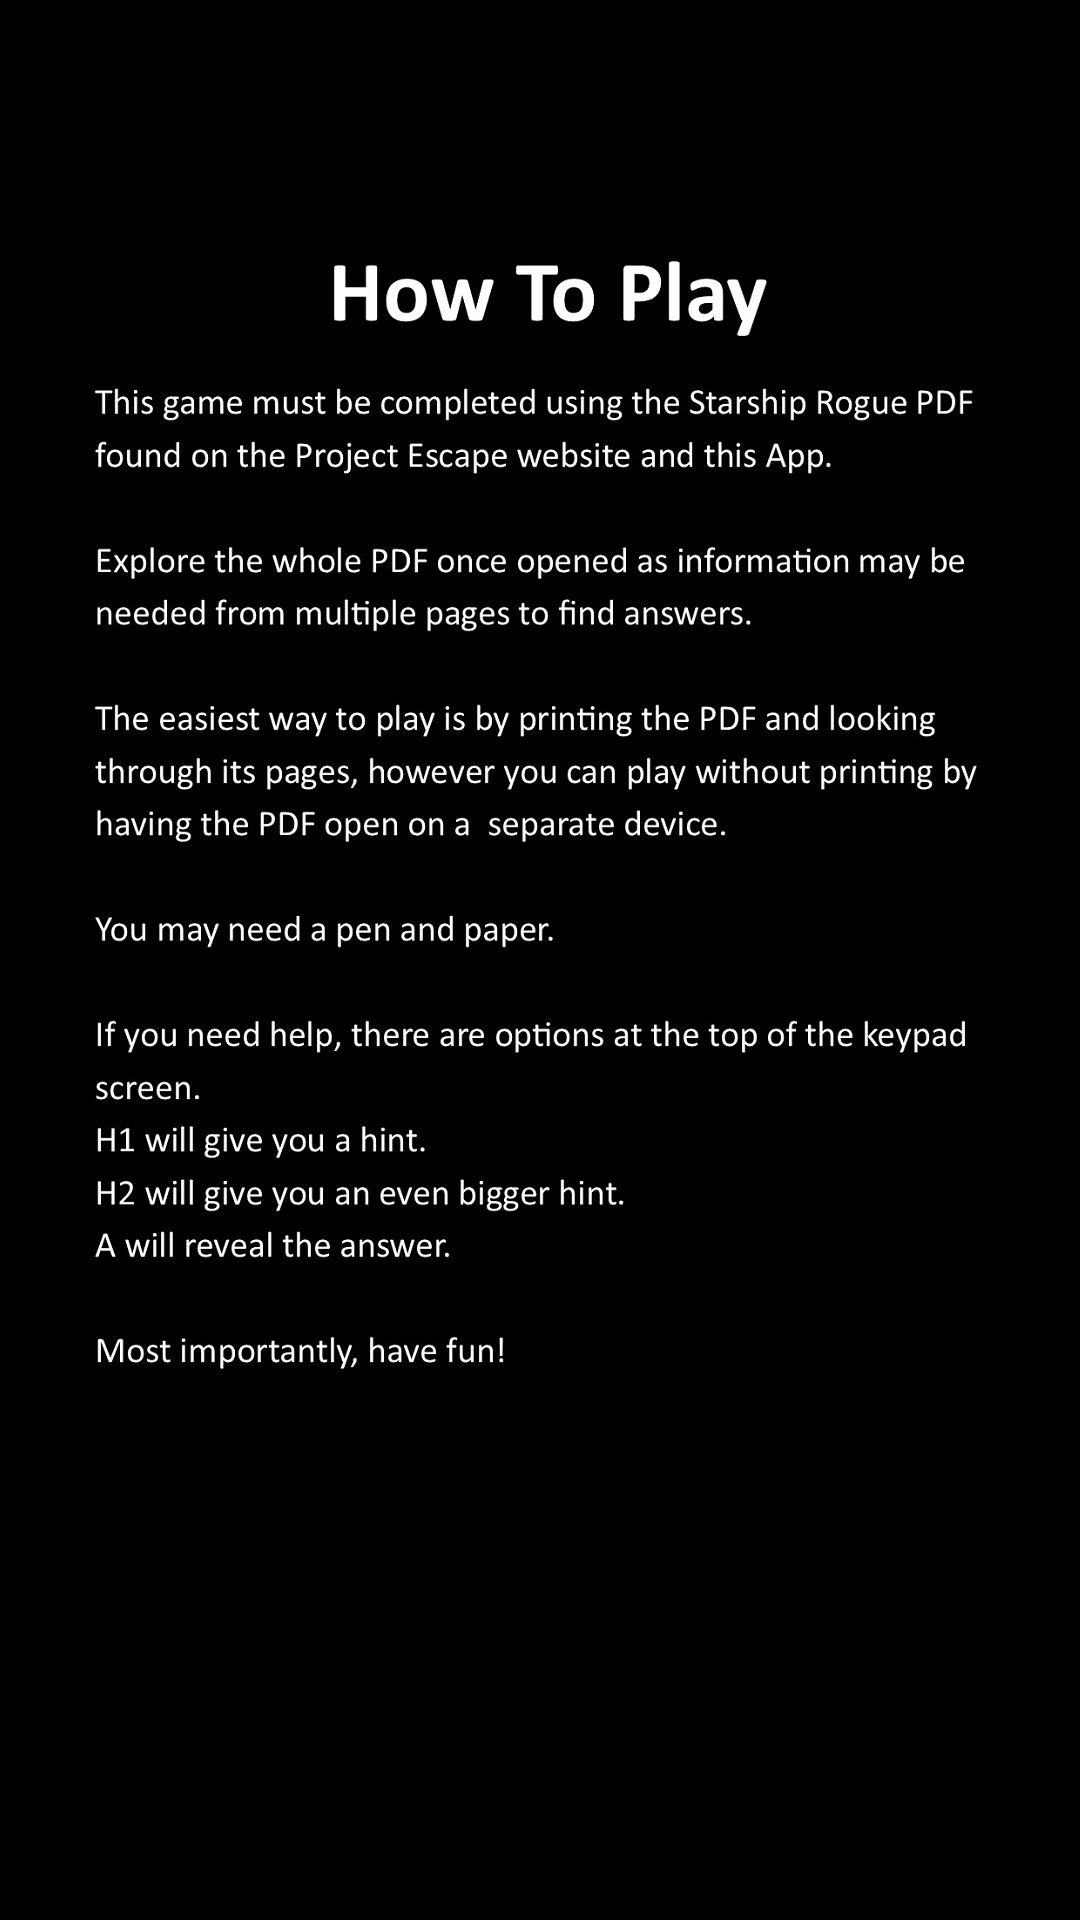 How To Play
This game must be completed using the Starship Rogue PDF
found on the Project Escape website and this App.
Explore the whole PDF once opened as information may be
needed from multiple pages to find answers.
The easiest way to play is by printing the PDF and looking
through its pages, however you can play without printing by
having the PDF open on a  separate device.
You may need a pen and paper.
If you need help, there are options at the top of the keypad
screen.
H1 will give you a hint.
H2 will give you an even bigger hint.
A will reveal the answer.
Most importantly, have fun!